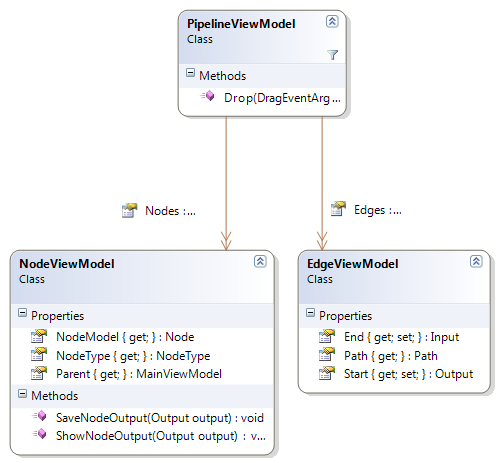 PipelineViewModel
Class
Methods
Drop(DragEventArg...
Nodes :...
Edges :...
NodeViewModel
Class
Properties
NodeModel { get; } : Node
NodeType { get; } : NodeType
Parent { get; } : MainViewModel
Methods
SaveNodeOutput(Output output) : void
ShowNodeOutput(Output output) : v...
EdgeViewModel
Class
Properties
End { get; set; } : Input
Path { get; } : Path
Start { get; set; } : Output